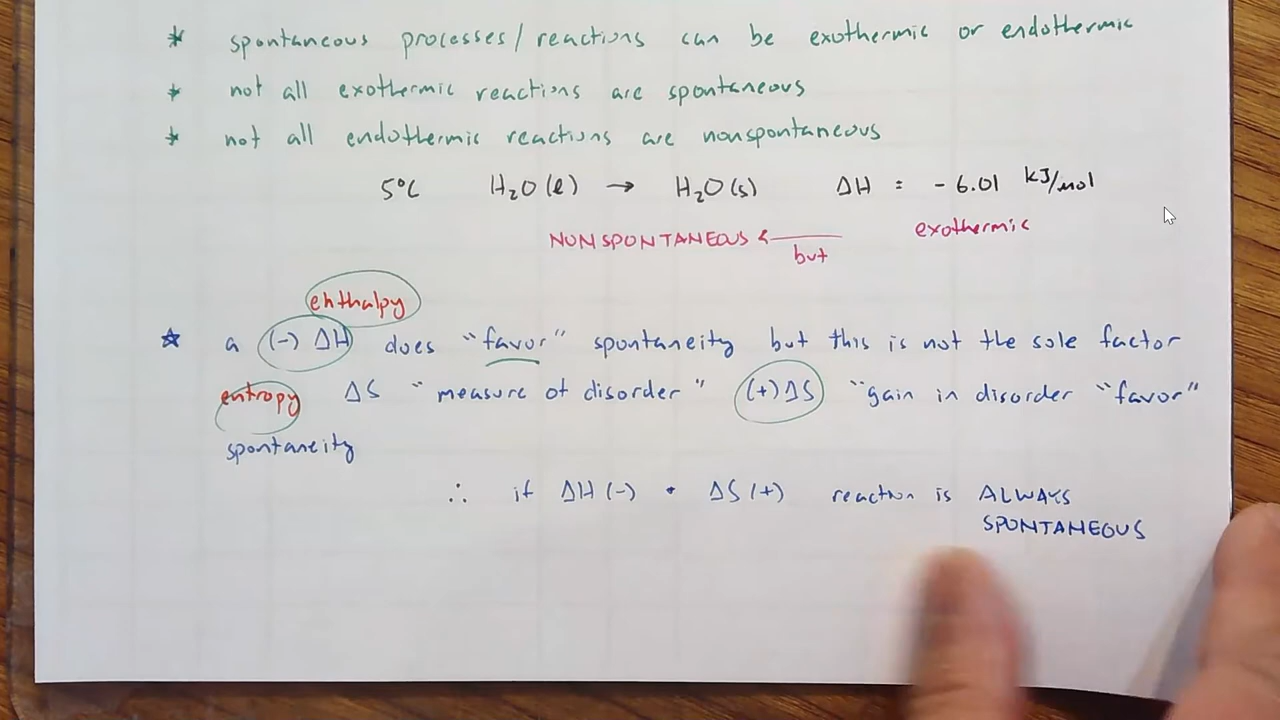 * spontaneous processes/reactions can be exothermic or endothermic
* not all exothermic reactions are spontaneous
* not all endothermic reactions are nonspontaneous
5°C H₂O(l) → H₂O(s) ΔH = -6.01 kJ/mol
NONSPONTANEOUS ← but exothermic
enthalpy
☆ a (-) ΔH does "favor" spontaneity but this is not the sole factor
entropy ΔS "measure of disorder" (+)ΔS "gain in disorder "favor"
spontaneity
∴ if ΔH (-) + ΔS (+) reaction is ALWAYS
SPONTANEOUS